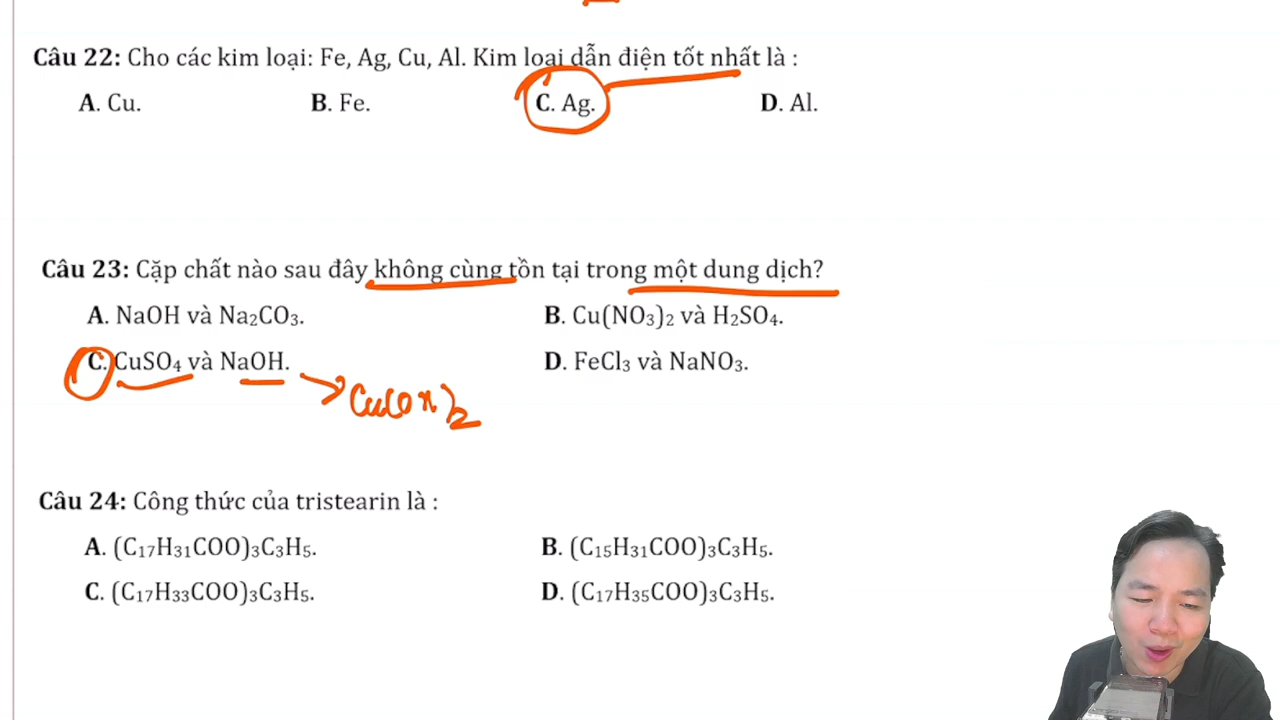 Câu 22: Cho các kim loại: Fe, Ag, Cu, Al. Kim loại dẫn điện tốt nhất là :
A. Cu. B. Fe. C. Ag. D. Al.
Câu 23: Cặp chất nào sau đây không cùng tồn tại trong một dung dịch?
A. NaOH và Na₂CO₃. B. Cu(NO₃)₂ và H₂SO₄.
C. CuSO₄ và NaOH. D. FeCl₃ và NaNO₃.
Cu(OH)₂
Câu 24: Công thức của tristearin là :
A. (C₁₇H₃₁COO)₃C₃H₅. B. (C₁₅H₃₁COO)₃C₃H₅.
C. (C₁₇H₃₃COO)₃C₃H₅. D. (C₁₇H₃₅COO)₃C₃H₅.